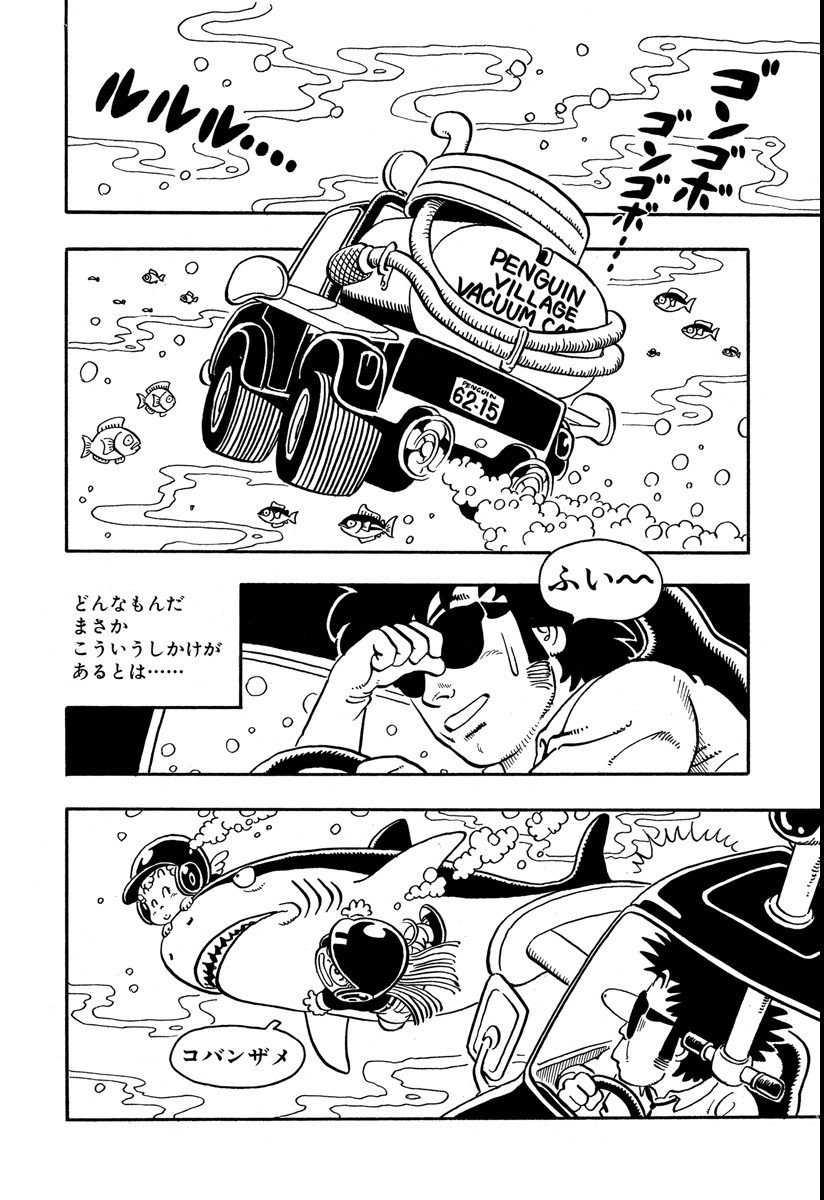 ゴンゴボ
ゴンゴボ……
ルルル……
PENGUIN
VILLAGE
VACUUM CA
PENGUIN
62-15
ふい〜〜
どんなもんだ
まさか
こういうしかけが
あるとは……
コバンザメ